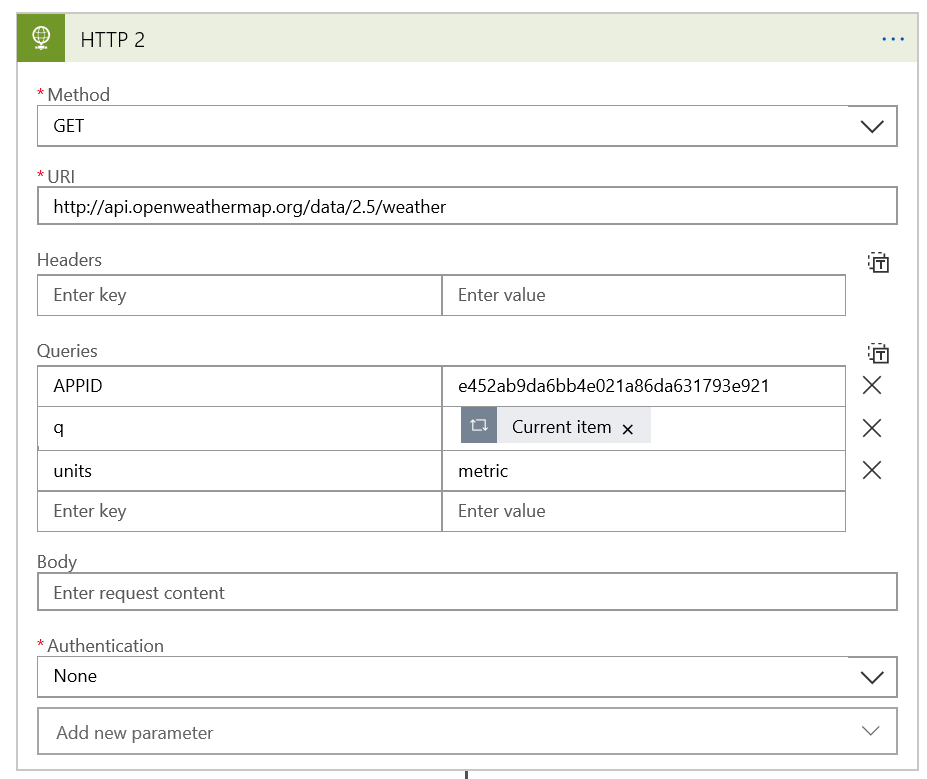 HTTP 2
...
* Method
GET
* URI
http://api.openweathermap.org/data/2.5/weather
Headers
T
Enter key Enter value
Queries
T
APPID e452ab9da6bb4e021a86da631793e921
q Current item ×
units metric
Enter key Enter value
Body
Enter request content
* Authentication
None
Add new parameter